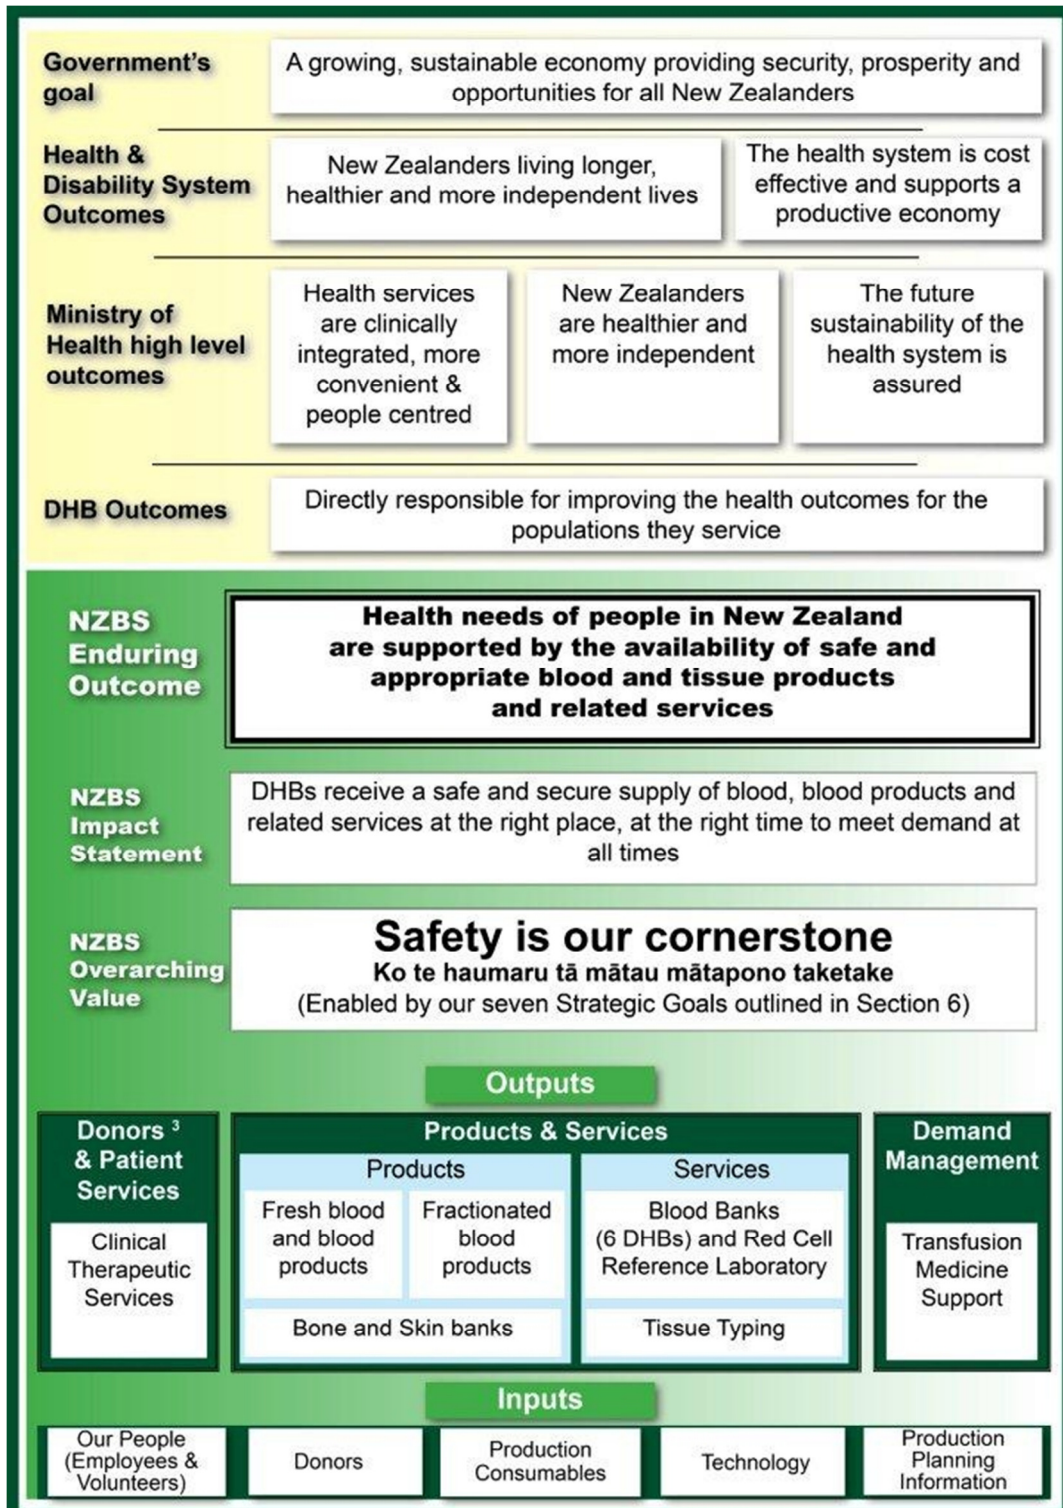 Government's
goal
A growing, sustainable economy providing security, prosperity and
opportunities for all New Zealanders
Health &
Disability System
Outcomes
New Zealanders living longer,
healthier and more independent lives
The health system is cost
effective and supports a
productive economy
Ministry of
Health high level
outcomes
Health services
are clinically
integrated, more
convenient &
people centred
New Zealanders
are healthier and
more independent
The future
sustainability of the
health system is
assured
DHB Outcomes
Directly responsible for improving the health outcomes for the
populations they service
NZBS
Enduring
Outcome
Health needs of people in New Zealand
are supported by the availability of safe and
appropriate blood and tissue products
and related services
NZBS
Impact
Statement
DHBs receive a safe and secure supply of blood, blood products and
related services at the right place, at the right time to meet demand at
all times
NZBS
Overarching
Value
Safety is our cornerstone
Ko te haumaru tā mātau mātapono taketake
(Enabled by our seven Strategic Goals outlined in Section 6)
Outputs
Donors 3
& Patient
Services
Clinical
Therapeutic
Services
Products & Services
Products
Fresh blood
and blood
products
Fractionated
blood
products
Bone and Skin banks
Services
Blood Banks
(6 DHBs) and Red Cell
Reference Laboratory
Tissue Typing
Demand
Management
Transfusion
Medicine
Support
Inputs
Our People
(Employees &
Volunteers)
Donors
Production
Consumables
Technology
Production
Planning
Information